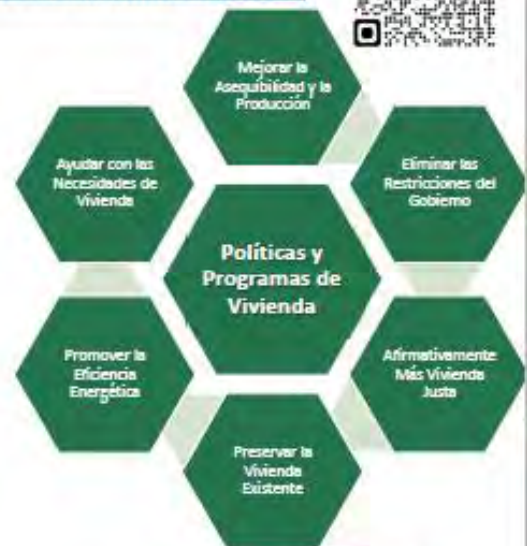 Mejorar la
Asequibilidad y la
Producción
Eliminar las
Restricciones del
Gobierno
Afirmativamente
Más Vivienda
Justa
Preservar la
Vivienda
Existente
Promover la
Eficiencia
Energética
Ayudar con las
Necesidades de
Vivienda
Políticas y
Programas de
Vivienda